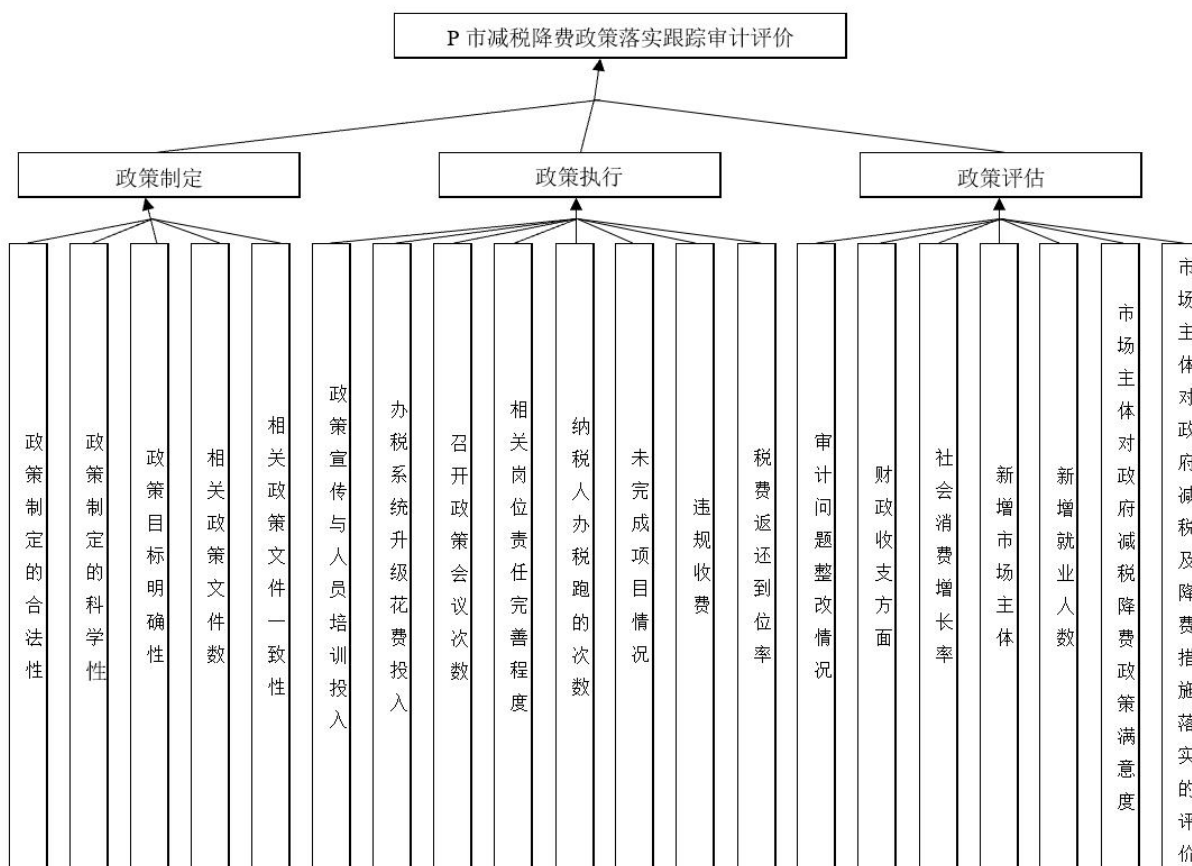 P 市减税降费政策落实跟踪审计评价
政策制定
政策执行
政策评估
政策制定的合法性
政策制定的科学性
政策目标明确性
相关政策文件数
相关政策文件一致性
政策宣传与人员培训投入
办税系统升级花费投入
召开政策会议次数
相关岗位责任完善程度
纳税人办税跑的次数
未完成项目情况
违规收费
税费返还到位率
审计问题整改情况
财政收支方面
社会消费增长率
新增市场主体
新增就业人数
市场主体对政府减税降费政策满意度
市场主体对政府减税及降费措施落实的评价